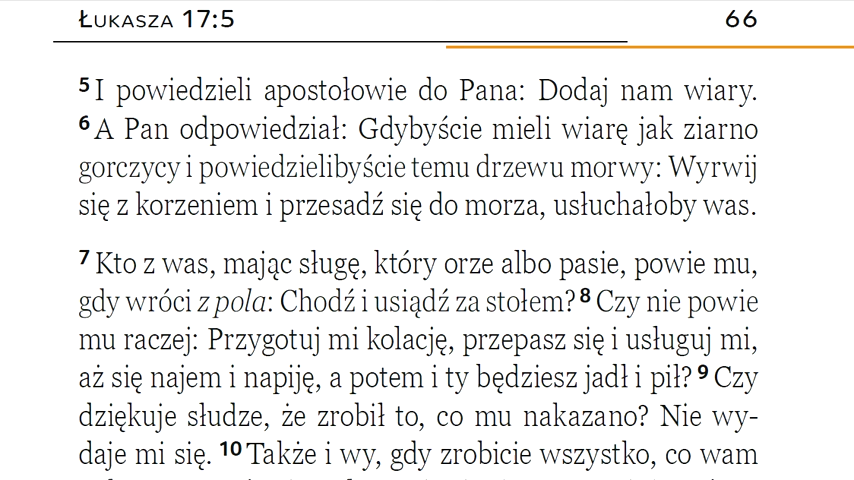 Łukasza 17:5 66
5 I powiedzieli apostołowie do Pana: Dodaj nam wiary.
6 A Pan odpowiedział: Gdybyście mieli wiarę jak ziarno
gorczycy i powiedzielibyście temu drzewu morwy: Wyrwij
się z korzeniem i przesadź się do morza, usłuchałoby was.
7 Kto z was, mając sługę, który orze albo pasie, powie mu,
gdy wróci z pola: Chodź i usiądź za stołem? 8 Czy nie powie
mu raczej: Przygotuj mi kolację, przepasz się i usługuj mi,
aż się najem i napiję, a potem i ty będziesz jadł i pił? 9 Czy
dziękuje słudze, że zrobił to, co mu nakazano? Nie wy-
daje mi się. 10 Także i wy, gdy zrobicie wszystko, co wam